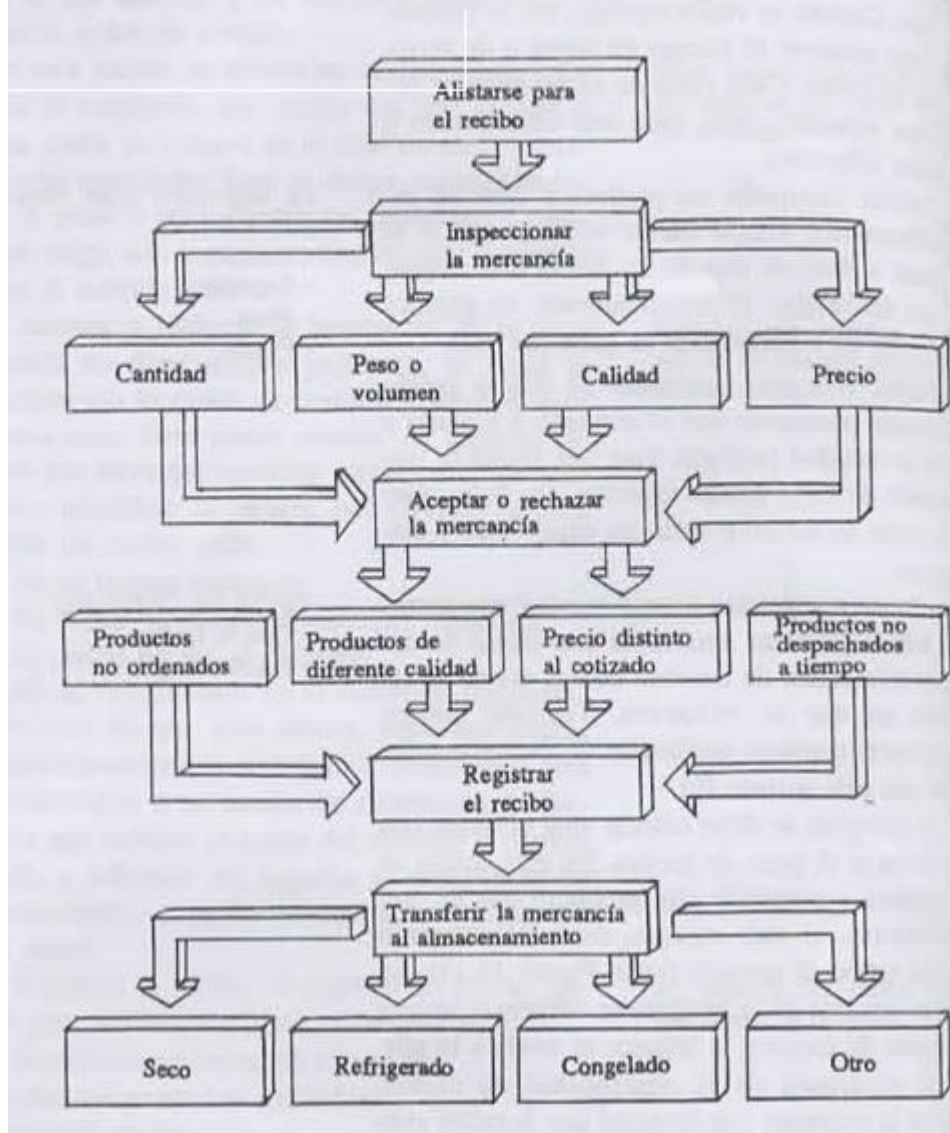 Alistarse para
el recibo
Inspeccionar
la mercancía
Cantidad
Peso o
volumen
Calidad
Precio
Aceptar o rechazar
la mercancía
Productos
no ordenados
Productos de
diferente calidad
Precio distinto
al cotizado
Productos no
despachados
a tiempo
Registrar
el recibo
Transferir la mercancía
al almacenamiento
Seco
Refrigerado
Congelado
Otro